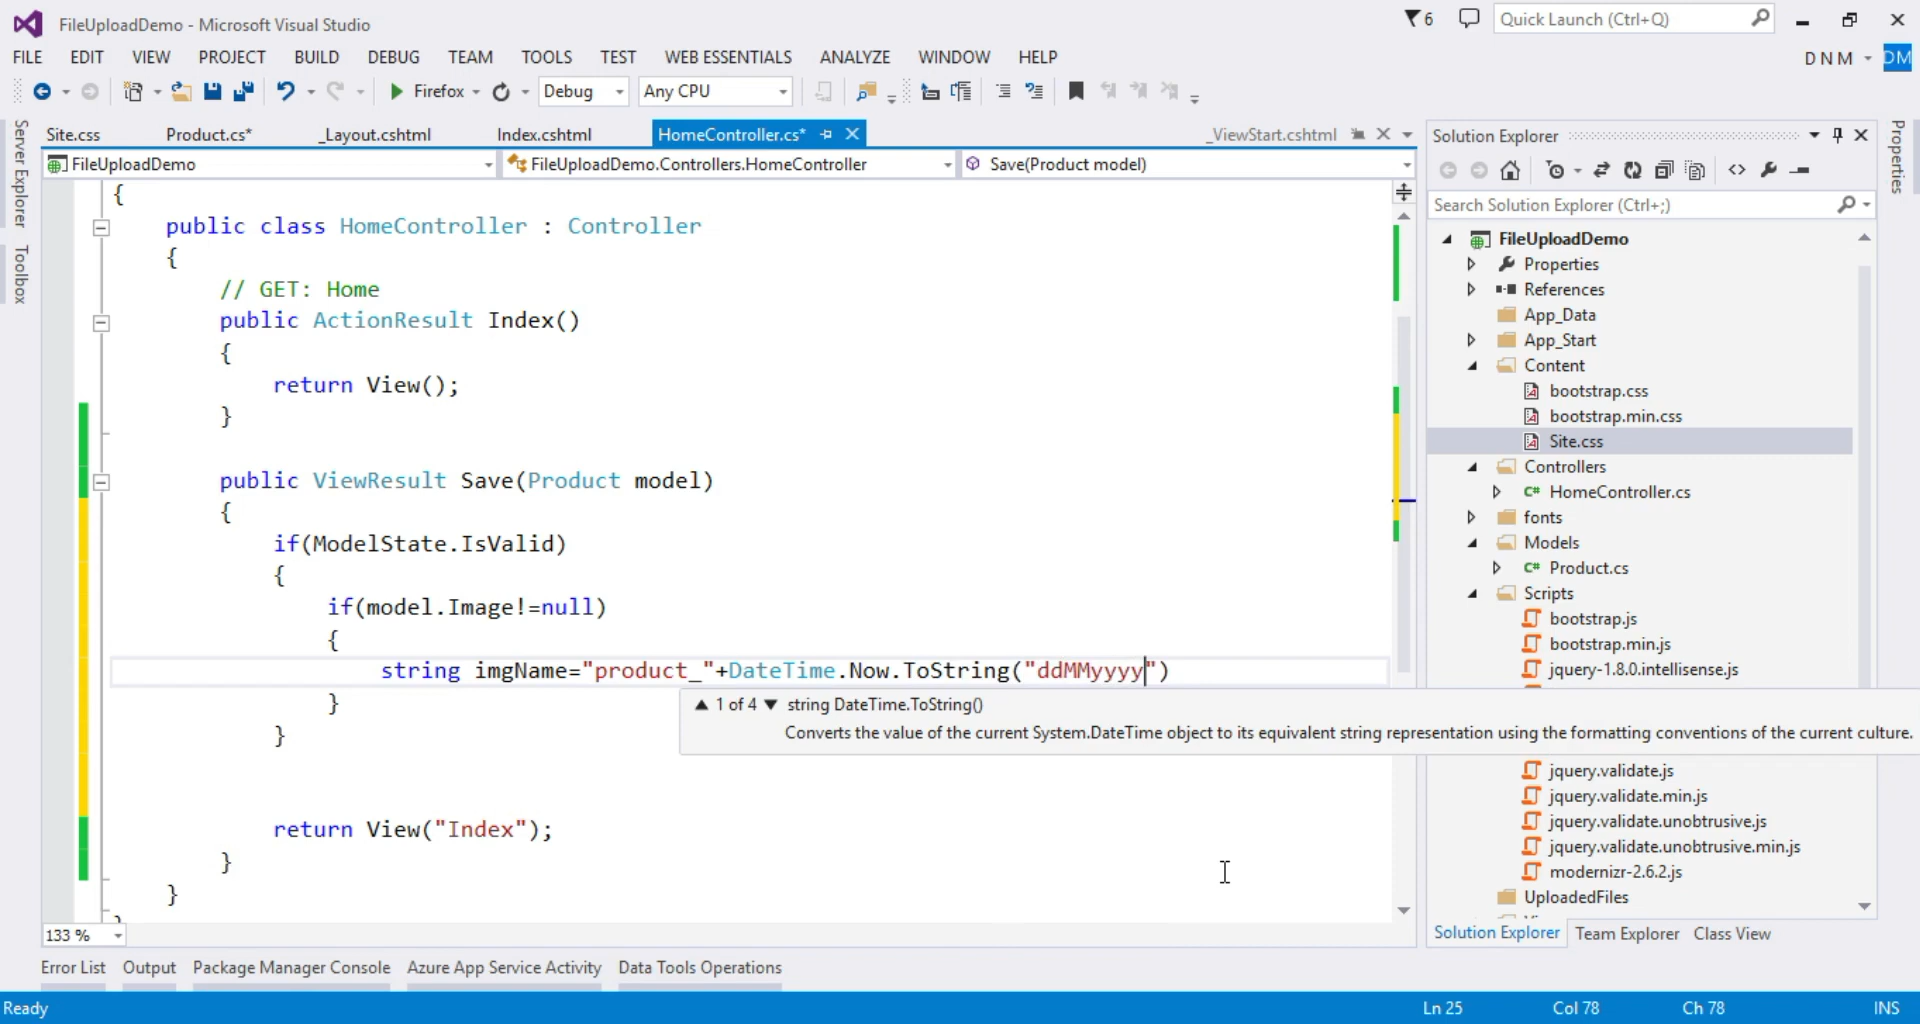 FileUploadDemo - Microsoft Visual Studio
6
Quick Launch (Ctrl+Q)
FILE EDIT VIEW PROJECT BUILD DEBUG TEAM TOOLS TEST WEB ESSENTIALS ANALYZE WINDOW HELP
D N M
DM
Firefox
Debug
Any CPU
Server Explorer
Toolbox
Site.css Product.cs* _Layout.cshtml Index.cshtml HomeController.cs* _ViewStart.cshtml
FileUploadDemo FileUploadDemo.Controllers.HomeController Save(Product model)
{
public class HomeController : Controller
{
// GET: Home
public ActionResult Index()
{
return View();
}
public ViewResult Save(Product model)
{
if(ModelState.IsValid)
{
if(model.Image!=null)
{
string imgName="product_"+DateTime.Now.ToString("ddMMyyyy")
}
}
1 of 4 string DateTime.ToString()
Converts the value of the current System.DateTime object to its equivalent string representation using the formatting conventions of the current culture.
return View("Index");
}
}
133 %
Solution Explorer
Search Solution Explorer (Ctrl+;)
FileUploadDemo
Properties
References
App_Data
App_Start
Content
bootstrap.css
bootstrap.min.css
Site.css
Controllers
C# HomeController.cs
fonts
Models
C# Product.cs
Scripts
bootstrap.js
bootstrap.min.js
jquery-1.8.0.intellisense.js
jquery.validate.js
jquery.validate.min.js
jquery.validate.unobtrusive.js
jquery.validate.unobtrusive.min.js
modernizr-2.6.2.js
UploadedFiles
Solution Explorer Team Explorer Class View
Properties
Error List Output Package Manager Console Azure App Service Activity Data Tools Operations
Ready
Ln 25 Col 78 Ch 78 INS